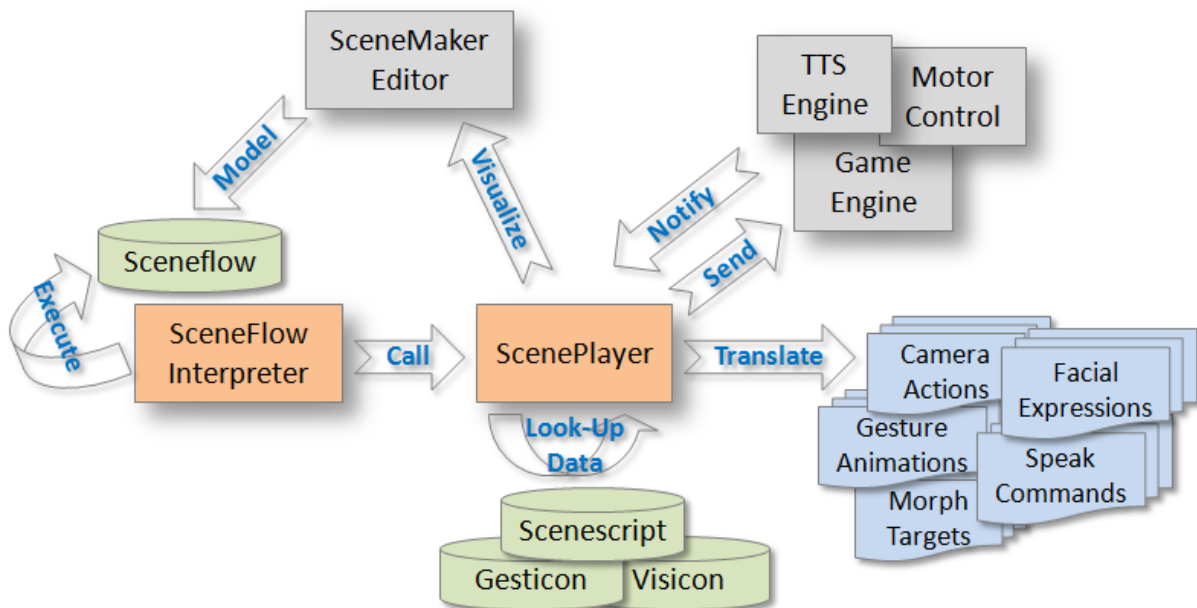 SceneMaker
Editor
TTS
Engine
Motor
Control
Game
Engine
Model
Visualize
Notify
Send
Sceneflow
Execute
SceneFlow
Interpreter
Call
ScenePlayer
Translate
Camera
Actions
Facial
Expressions
Gesture
Animations
Speak
Commands
Morph
Targets
Look-Up
Data
Scenescript
Gesticon
Visicon